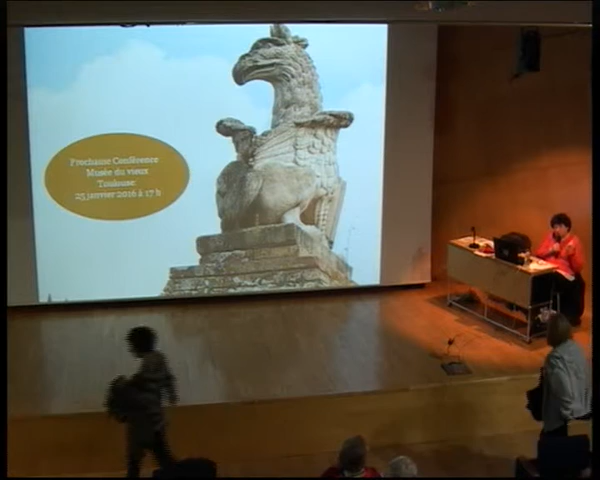 Prochaine Conférence
Musée du vieux
Toulouse
25 janvier 2016 à 17 h